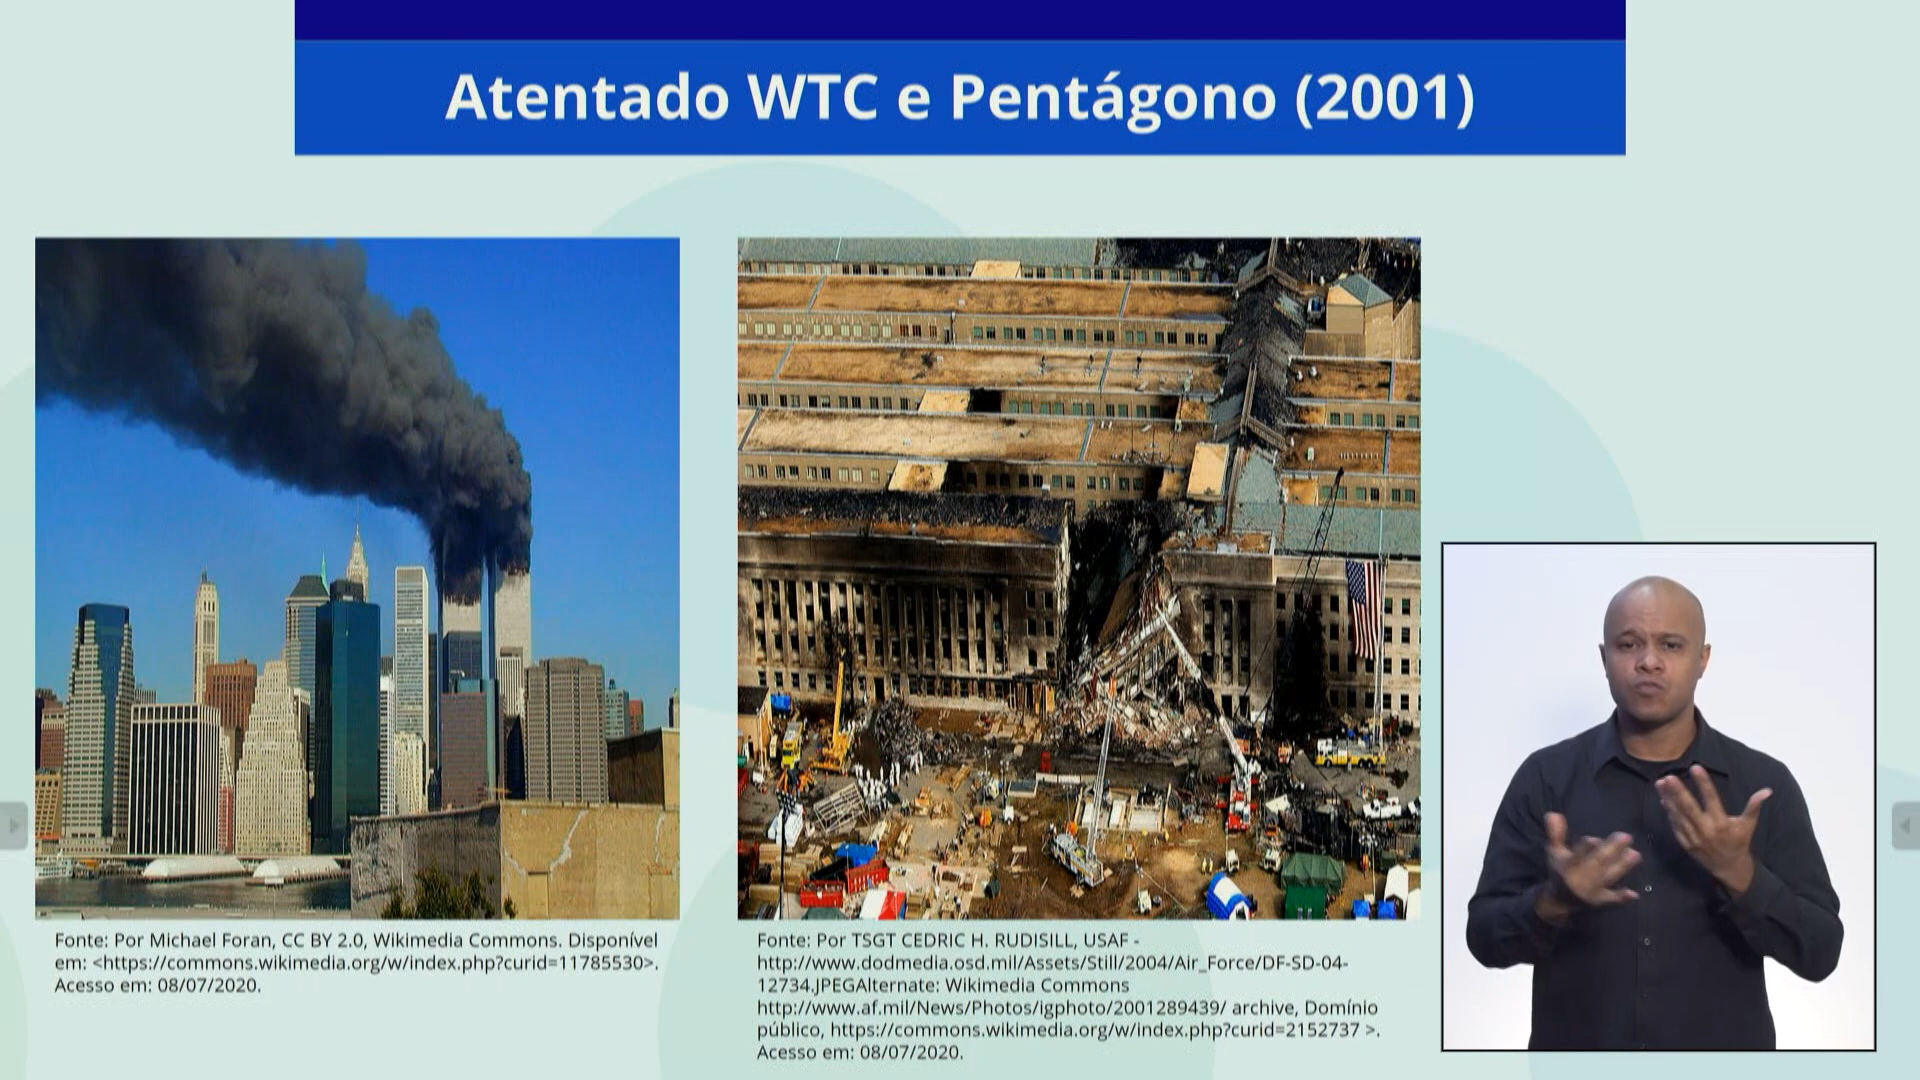 Atentado WTC e Pentágono (2001)
Fonte: Por Michael Foran, CC BY 2.0, Wikimedia Commons. Disponível
em: <https://commons.wikimedia.org/w/index.php?curid=11785530>.
Acesso em: 08/07/2020.
Fonte: Por TSGT CEDRIC H. RUDISILL, USAF -
http://www.dodmedia.osd.mil/Assets/Still/2004/Air_Force/DF-SD-04-
12734.JPEGAlternate: Wikimedia Commons
http://www.af.mil/News/Photos/igphoto/2001289439/ archive, Domínio
público, https://commons.wikimedia.org/w/index.php?curid=2152737 >.
Acesso em: 08/07/2020.